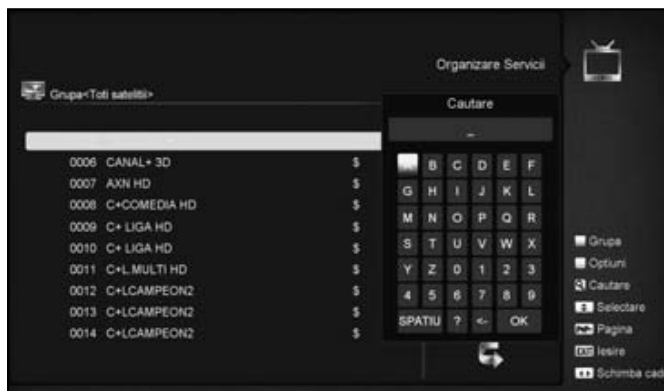 Organizare Servicii
Grupa<Toti satelitii>
Cautare
_
0006 CANAL+ 3D $
0007 AXN HD $
0008 C+COMEDIA HD $
0009 C+ LIGA HD $
0010 C+ LIGA HD $
0011 C+L.MULTI HD $
0012 C+LCAMPEON2 $
0013 C+LCAMPEON2 $
0014 C+LCAMPEON2 $
B C D E F
G H I J K L
M N O P Q R
S T U V W X
Y Z 0 1 2 3
4 5 6 7 8 9
SPATIU ? <- OK
Grupa
Optiuni
Cautare
Selectare
Pagina
EXIT Iesire
Schimba cad